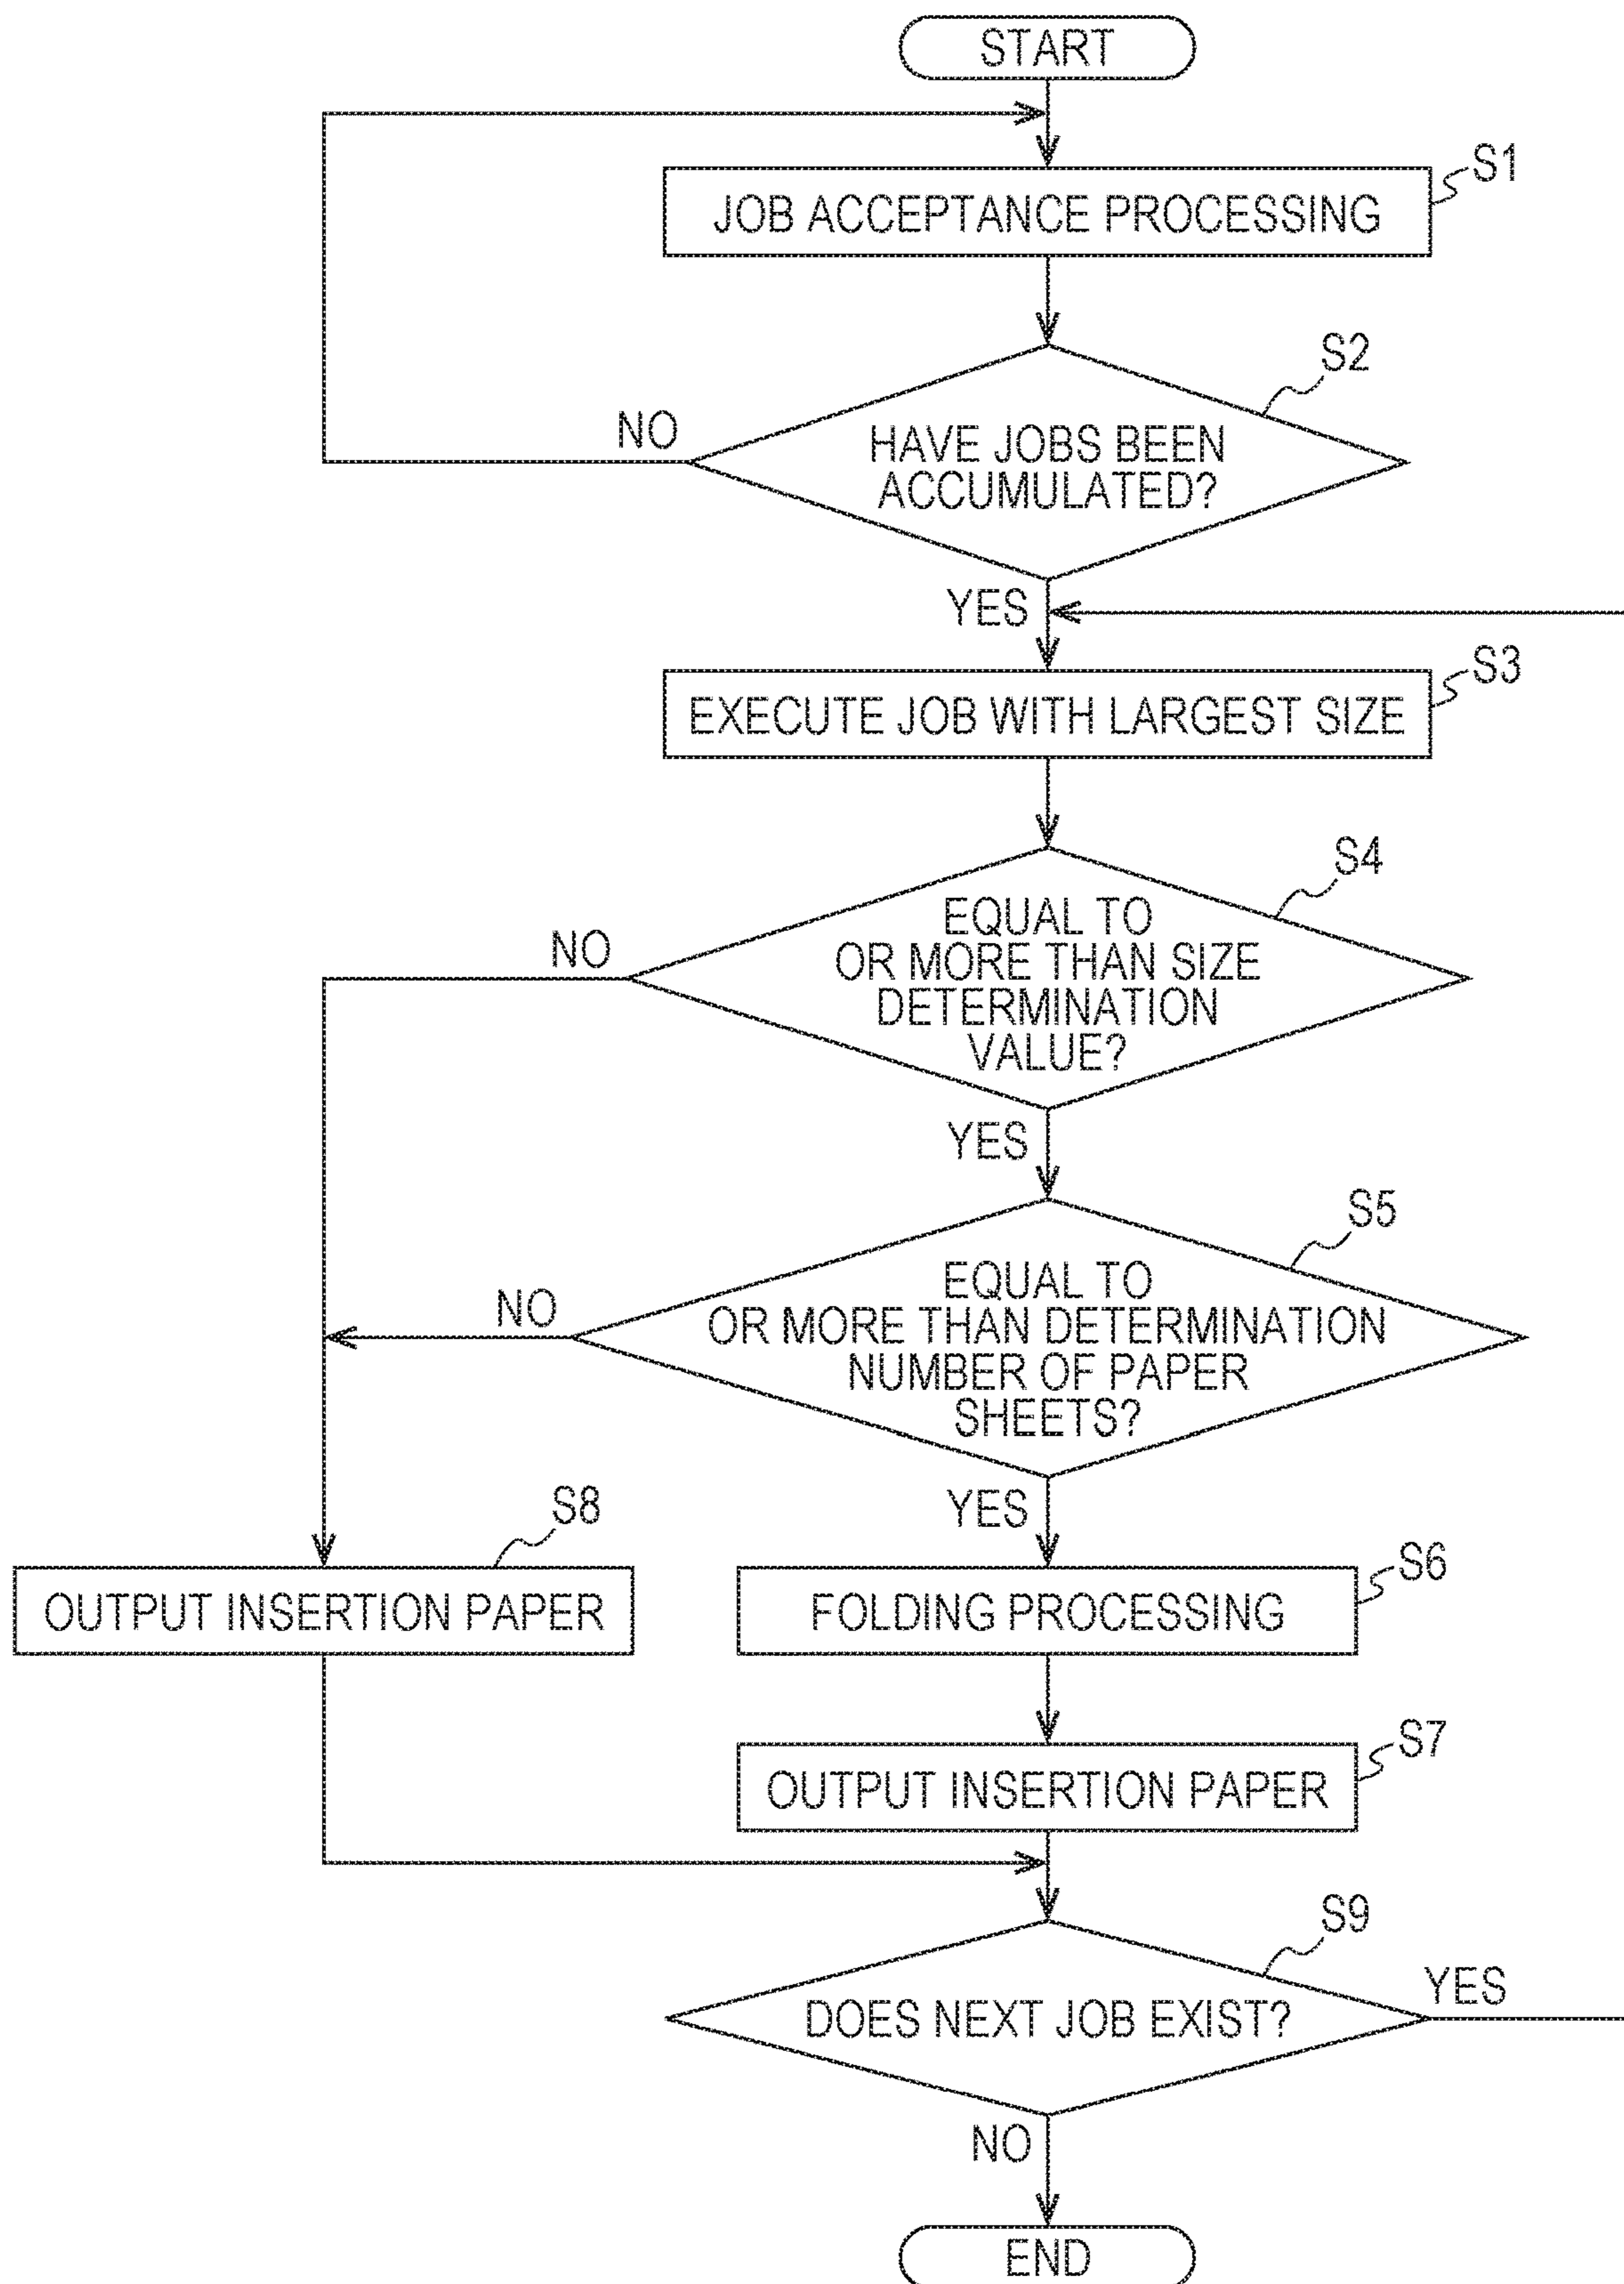 START
JOB ACCEPTANCE PROCESSING
S1
S2
HAVE JOBS BEEN
ACCUMULATED?
NO
YES
EXECUTE JOB WITH LARGEST SIZE
S3
S4
EQUAL TO
OR MORE THAN SIZE
DETERMINATION
VALUE?
NO
YES
S5
EQUAL TO
OR MORE THAN DETERMINATION
NUMBER OF PAPER
SHEETS?
NO
YES
S8
OUTPUT INSERTION PAPER
FOLDING PROCESSING
S6
OUTPUT INSERTION PAPER
S7
S9
DOES NEXT JOB EXIST?
YES
NO
END